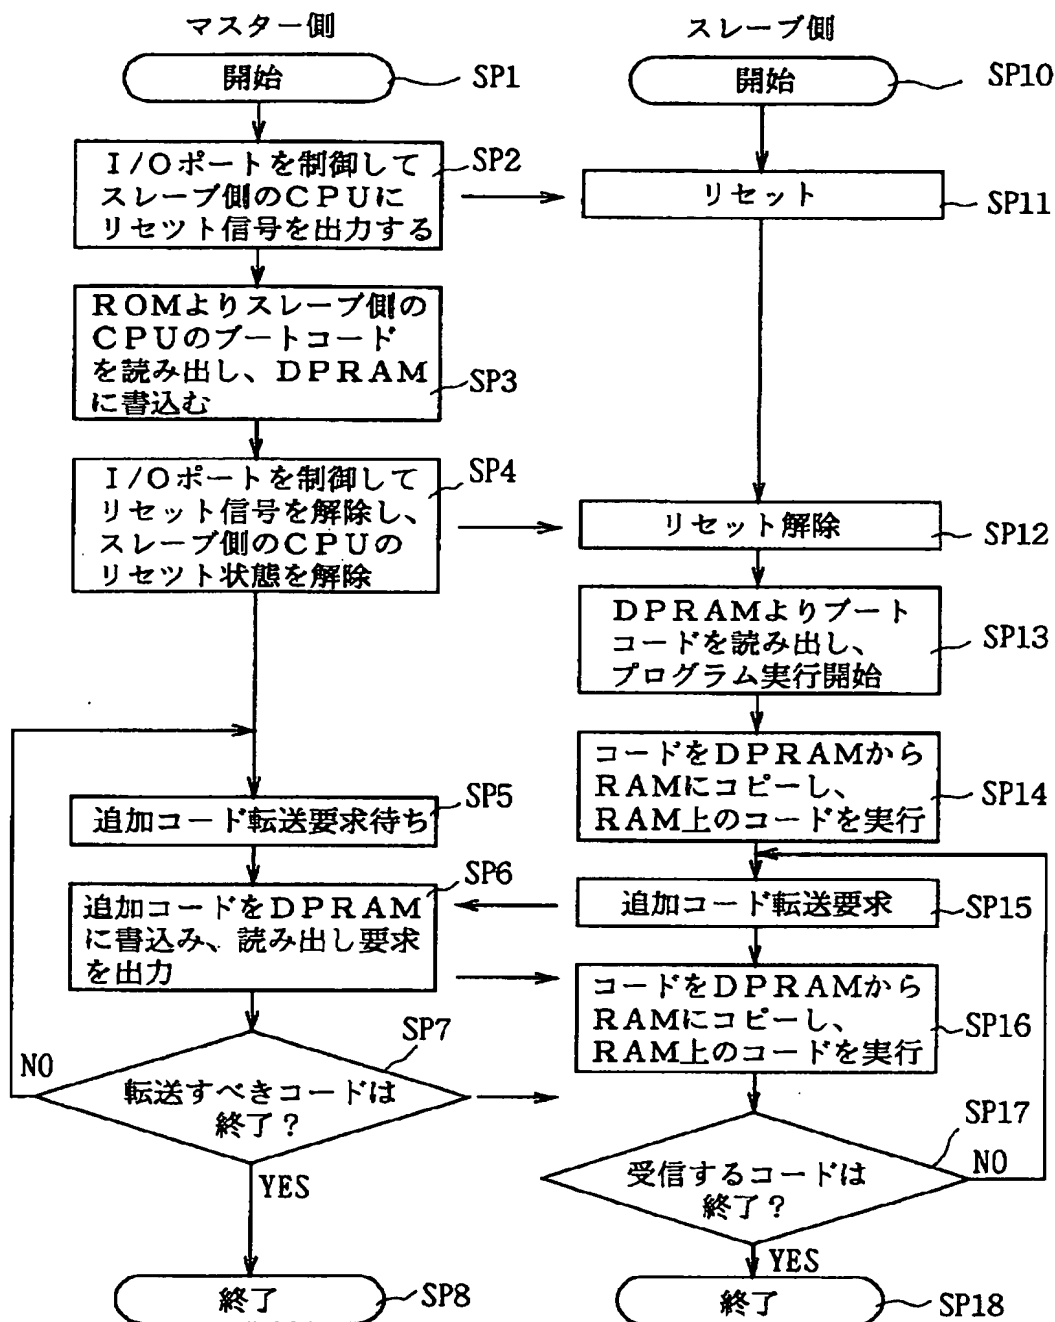 マスター側
開始
SP1
I/Oポートを制御して
スレーブ側のCPUに
リセット信号を出力する
SP2
ROMよりスレーブ側の
CPUのブートコード
を読み出し、DPRAM
に書込む
SP3
I/Oポートを制御して
リセット信号を解除し、
スレーブ側のCPUの
リセット状態を解除
SP4
追加コード転送要求待ち
SP5
追加コードをDPRAM
に書込み、読み出し要求
を出力
SP6
転送すべきコードは
終了?
SP7
NO
YES
終了
SP8
スレーブ側
開始
SP10
リセット
SP11
リセット解除
SP12
DPRAMよりブート
コードを読み出し、
プログラム実行開始
SP13
コードをDPRAMから
RAMにコピーし、
RAM上のコードを実行
SP14
追加コード転送要求
SP15
コードをDPRAMから
RAMにコピーし、
RAM上のコードを実行
SP16
受信するコードは
終了?
SP17
NO
YES
終了
SP18